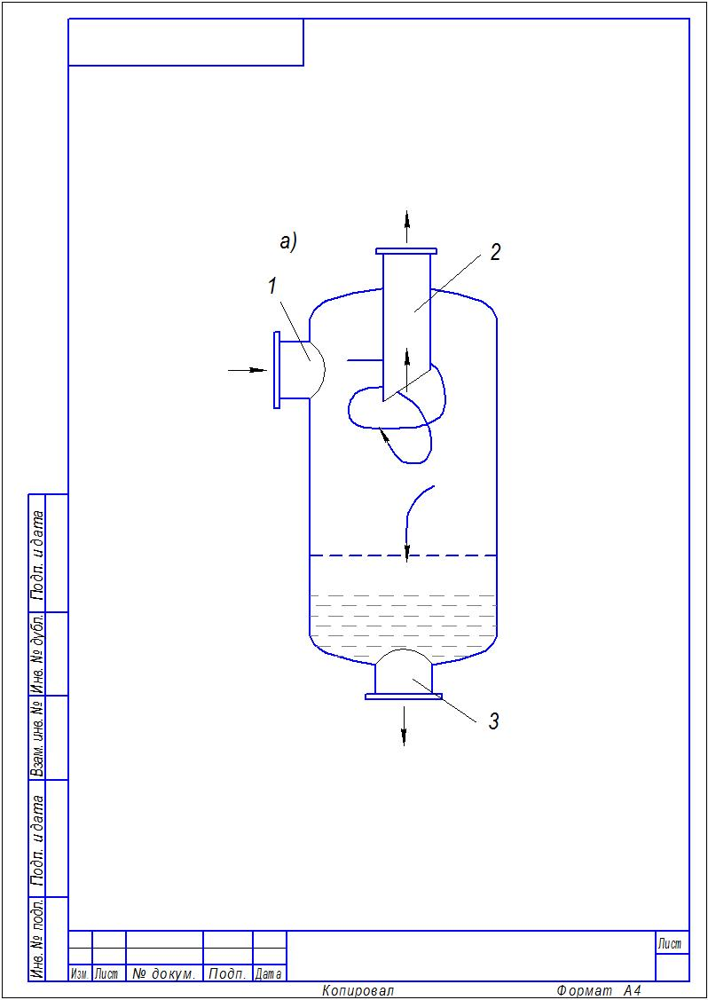 а)
2
1
3
Подп. и дата
Инв. № дубл.
Взам. инв. №
Подп. и дата
Инв. № подл.
Изм. Лист № докум. Подп. Дата
Лист
Копировал Формат А4